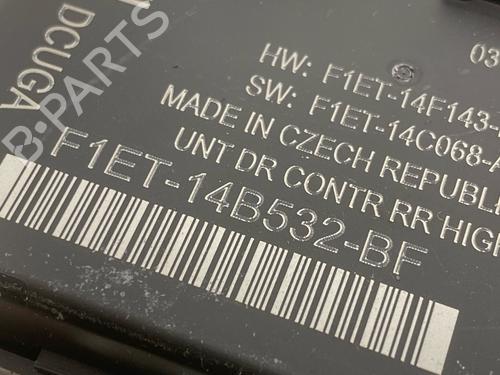 03
HW: F1ET-14F143-
SW: F1ET-14C068-A
MADE IN CZECH REPUBLIC
UNT DR CONTR RR HIGH
F1ET-14B532-BF
DCUGA
B-PARTS